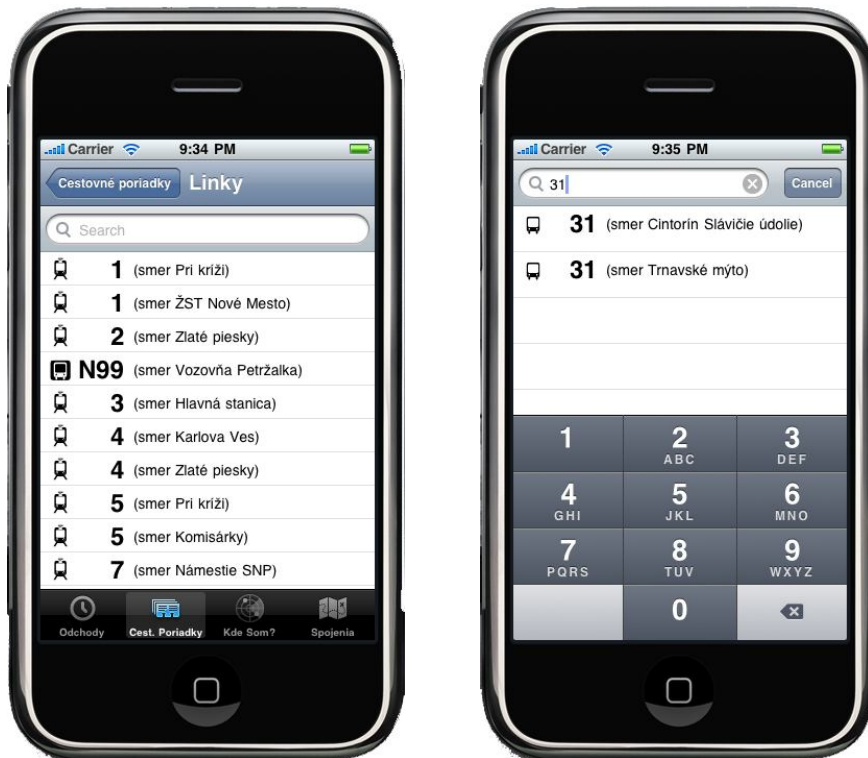 Carrier 9:34 PM
Cestovné poriadky Linky
Search
1 (smer Pri kríži)
1 (smer ŽST Nové Mesto)
2 (smer Zlaté piesky)
N99 (smer Vozovňa Petržalka)
3 (smer Hlavná stanica)
4 (smer Karlova Ves)
4 (smer Zlaté piesky)
5 (smer Pri kríži)
5 (smer Komisárky)
7 (smer Námestie SNP)
Odchody Cest. Poriadky Kde Som? Spojenia
Carrier 9:35 PM
31 Cancel
31 (smer Cintorín Slávičie údolie)
31 (smer Trnavské mýto)
1 2 3
ABC DEF
4 5 6
GHI JKL MNO
7 8 9
PQRS TUV WXYZ
0